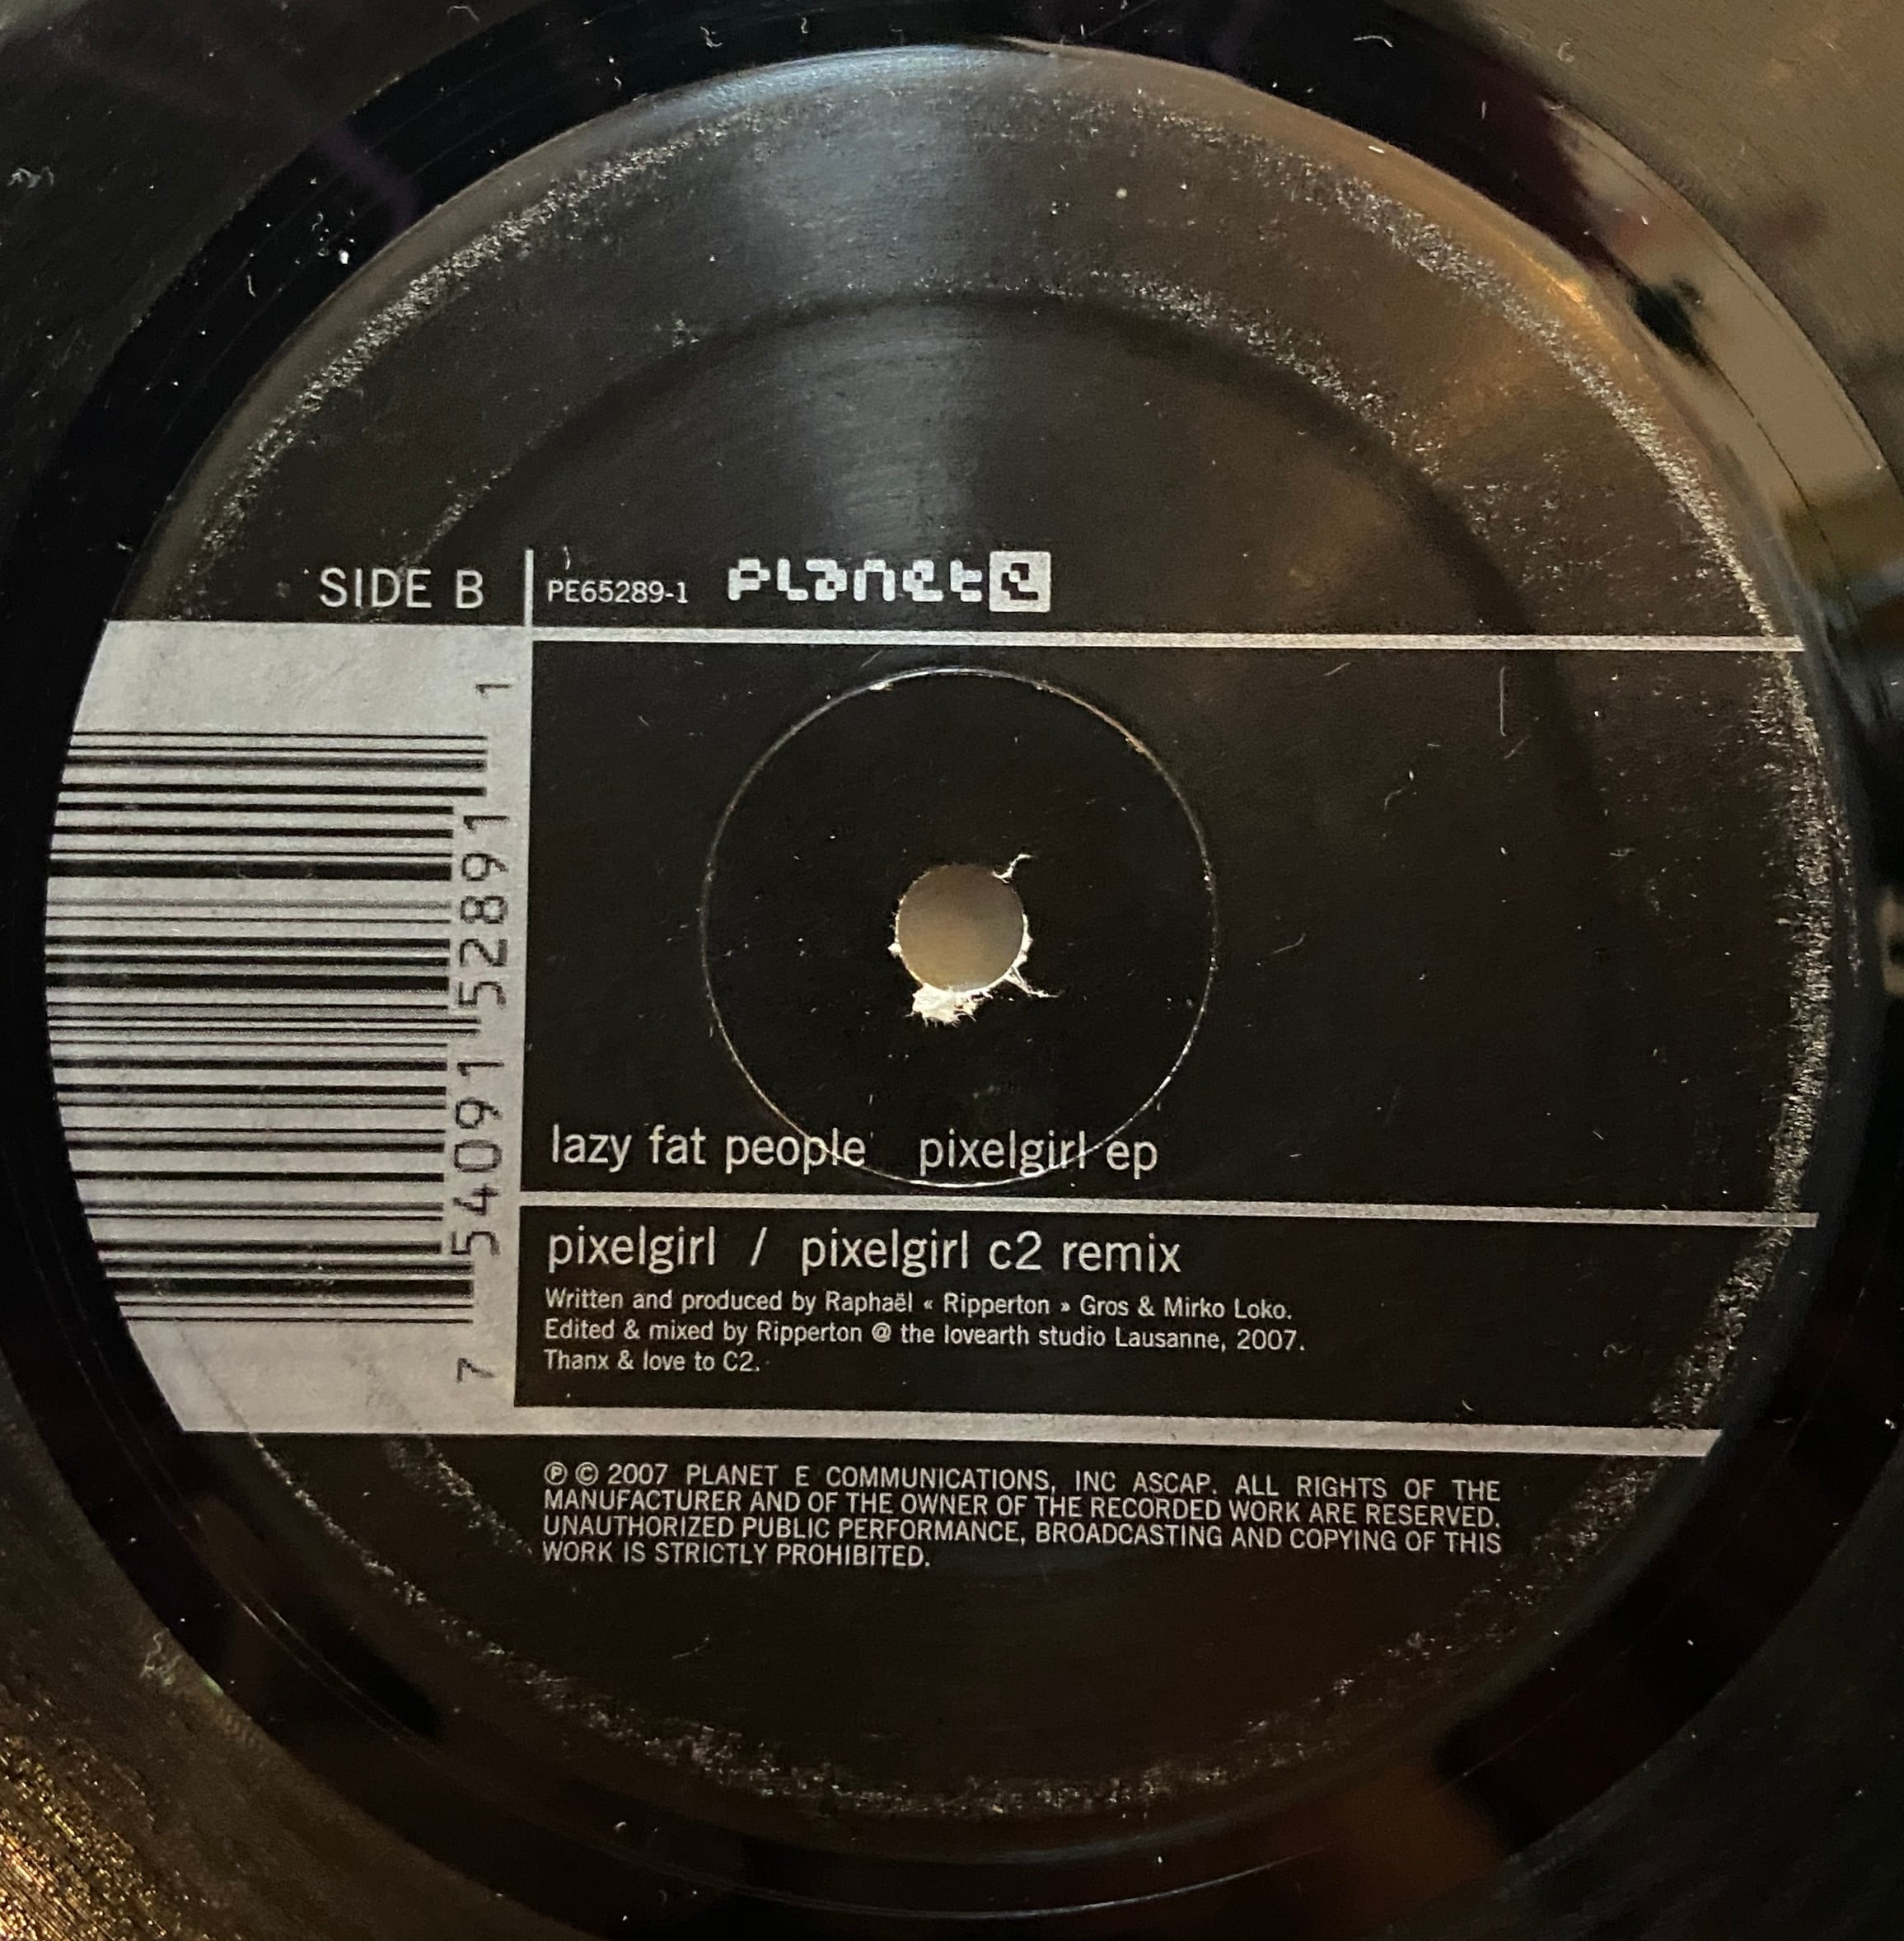 SIDE B PE65289-1 planet e
1
7 54091 52891
lazy fat people pixelgirl ep
pixelgirl / pixelgirl c2 remix
Written and produced by Raphaël « Ripperton » Gros & Mirko Loko.
Edited & mixed by Ripperton @ the lovearth studio Lausanne, 2007.
Thanx & love to C2.
℗ © 2007 PLANET E COMMUNICATIONS, INC ASCAP. ALL RIGHTS OF THE
MANUFACTURER AND OF THE OWNER OF THE RECORDED WORK ARE RESERVED.
UNAUTHORIZED PUBLIC PERFORMANCE, BROADCASTING AND COPYING OF THIS
WORK IS STRICTLY PROHIBITED.